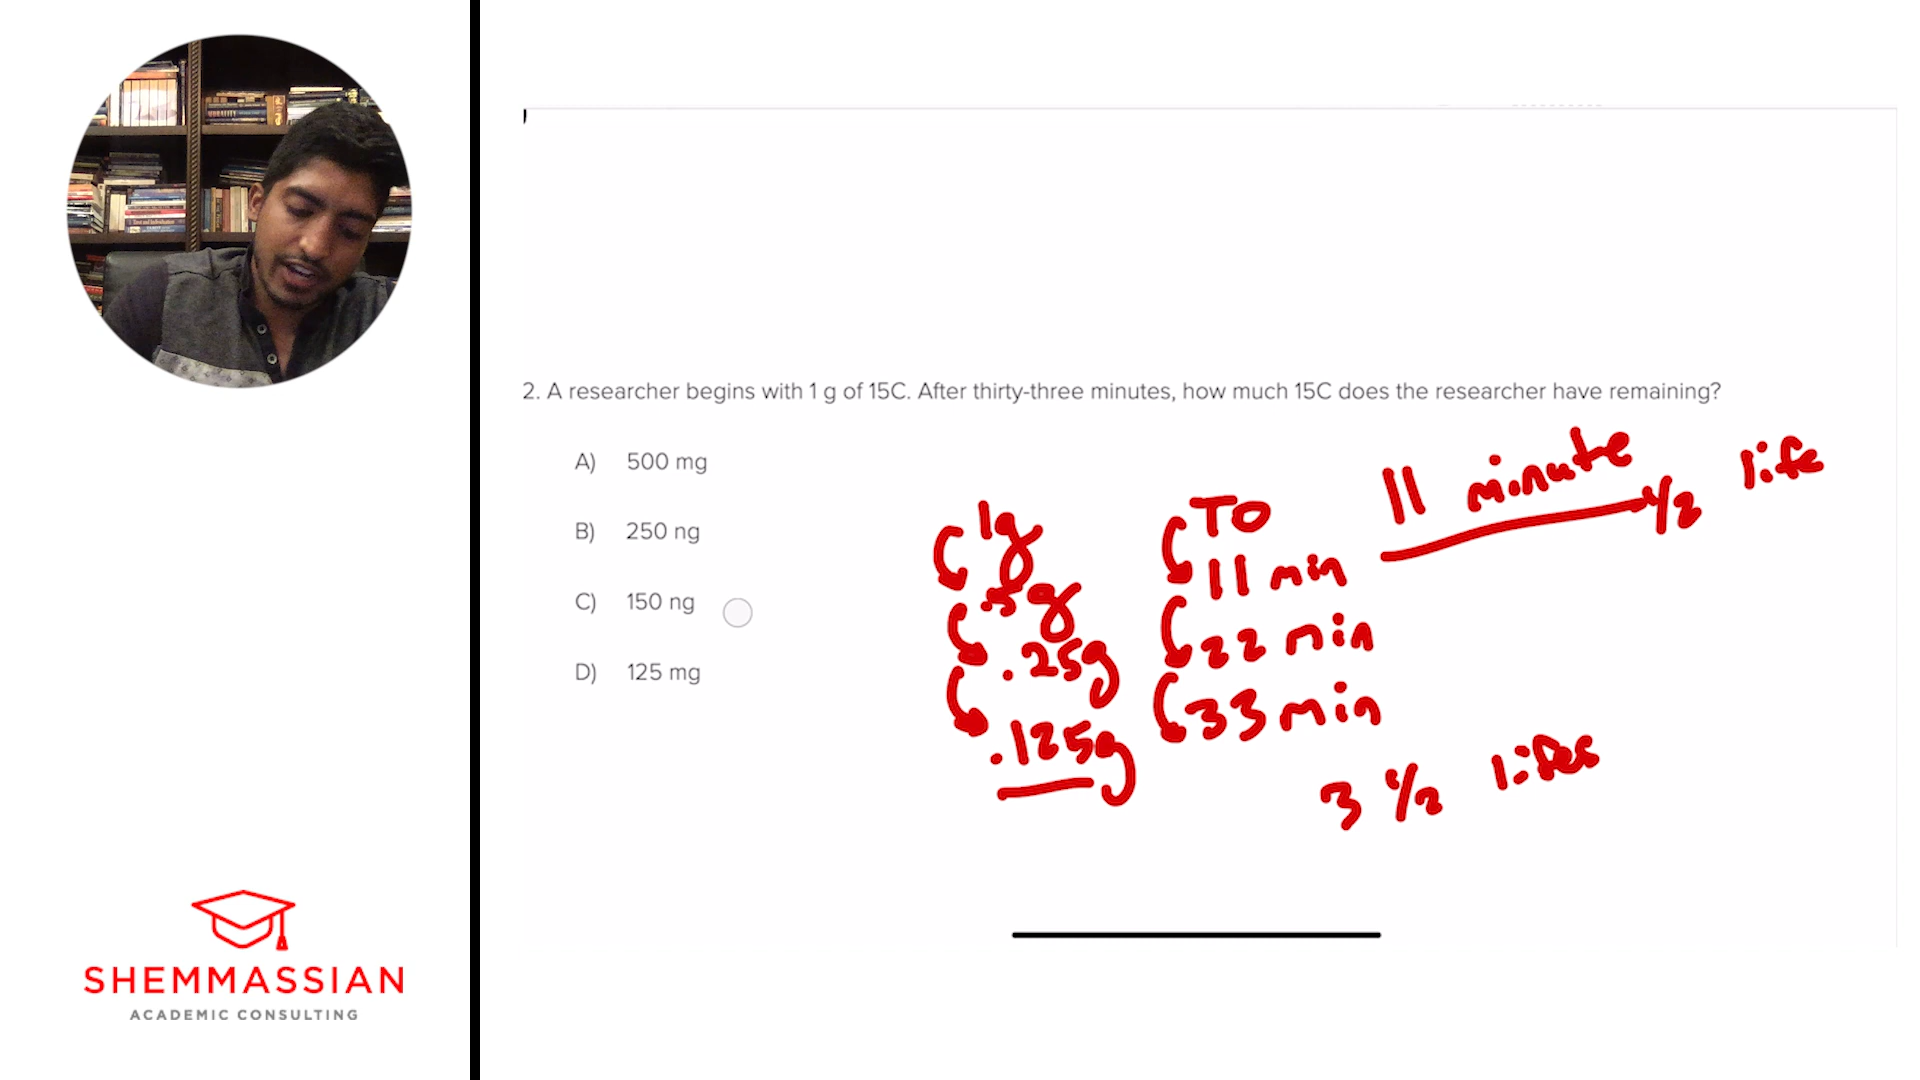 2. A researcher begins with 1 g of 15C. After thirty-three minutes, how much 15C does the researcher have remaining?
A) 500 mg
B) 250 ng
C) 150 ng
D) 125 mg
11 minute 1/2 life
1g TO
.5g 11 min
.25g 22 min
.125g 33 min
3 1/2 lifes
SHEMMASSIAN
ACADEMIC CONSULTING